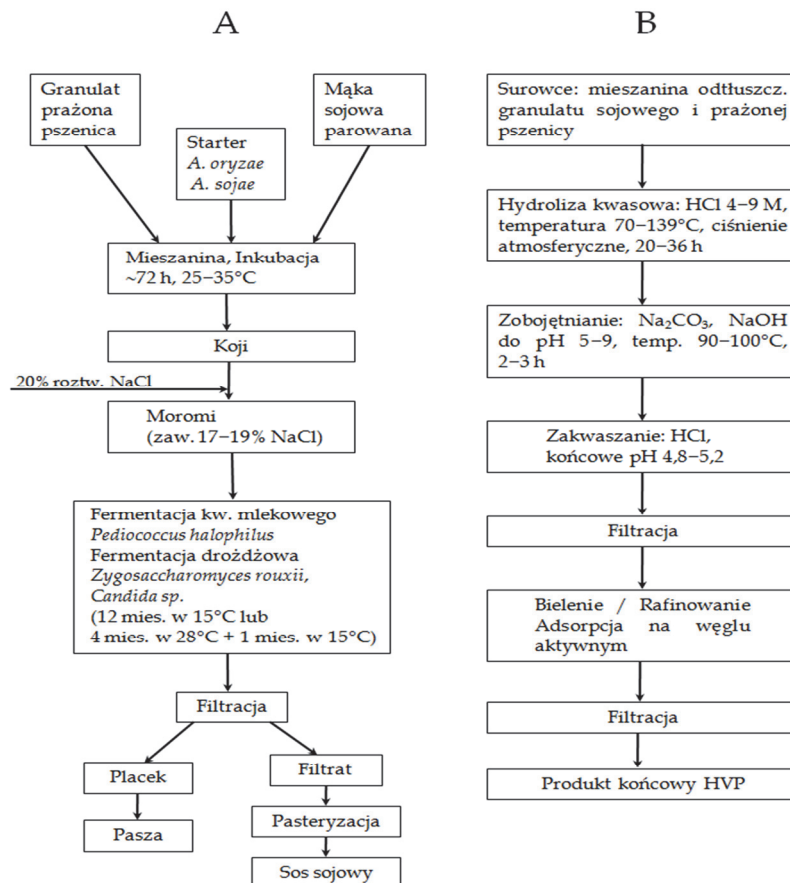 A
Granulat
prażona
pszenica
Starter
A. oryzae
A. sojae
Mąka
sojowa
parowana
Mieszanina, Inkubacja
~72 h, 25–35°C
Koji
20% roztw. NaCl
Moromi
(zaw. 17–19% NaCl)
Fermentacja kw. mlekowego
Pediococcus halophilus
Fermentacja drożdżowa
Zygosaccharomyces rouxii,
Candida sp.
(12 mies. w 15°C lub
4 mies. w 28°C + 1 mies. w 15°C)
Filtracja
Placek
Filtrat
Pasza
Pasteryzacja
Sos sojowy
B
Surowce: mieszanina odtłuszcz.
granulatu sojowego i prażonej
pszenicy
Hydroliza kwasowa: HCl 4–9 M,
temperatura 70–139°C, ciśnienie
atmosferyczne, 20–36 h
Zobojętnianie: Na₂CO₃, NaOH
do pH 5–9, temp. 90–100°C,
2–3 h
Zakwaszanie: HCl,
końcowe pH 4,8–5,2
Filtracja
Bielenie / Rafinowanie
Adsorpcja na węglu
aktywnym
Filtracja
Produkt końcowy HVP